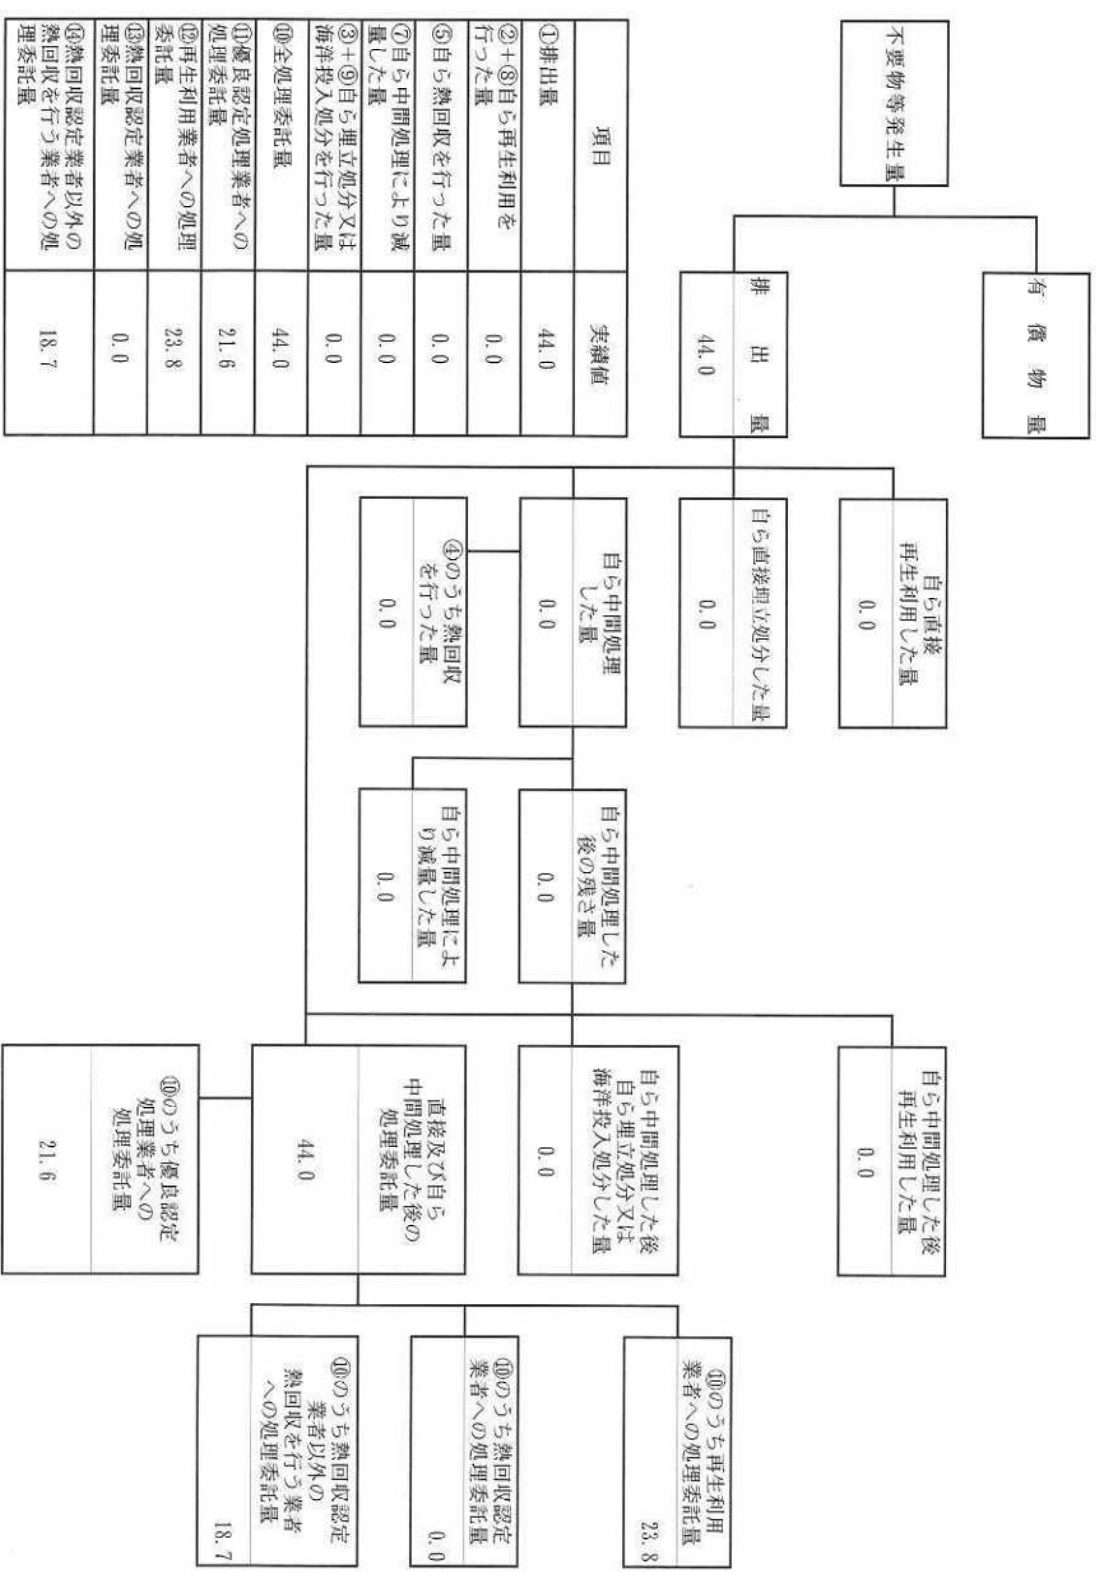 不要物等発生量
有償物量
排出量
44.0
自ら直接
再生利用した量
0.0
自ら直接埋立処分した量
0.0
自ら中間処理
した量
0.0
④のうち熱回収
を行った量
0.0
自ら中間処理した
後の残さ量
0.0
自ら中間処理によ
り減量した量
0.0
自ら中間処理した後
再生利用した量
0.0
自ら中間処理した後
自ら埋立処分又は
海洋投入処分した量
0.0
直接及び自ら
中間処理した後の
処理委託量
44.0
⑩のうち優良認定
処理業者への
処理委託量
21.6
⑩のうち再生利用
業者への処理委託量
23.8
⑩のうち熱回収認定
業者への処理委託量
0.0
⑩のうち熱回収認定
業者以外の
熱回収を行う業者
への処理委託量
18.7
項目 実績値
①排出量 44.0
②+⑧自ら再生利用を
行った量 0.0
⑤自ら熱回収を行った量 0.0
⑦自ら中間処理により減
量した量 0.0
③+⑨自ら埋立処分又は
海洋投入処分を行った量 0.0
⑩全処理委託量 44.0
⑪優良認定処理業者への
処理委託量 21.6
⑫再生利用業者への処理
委託量 23.8
⑬熱回収認定業者への処
理委託量 0.0
⑭熱回収認定業者以外の
熱回収を行う業者への処
理委託量 18.7